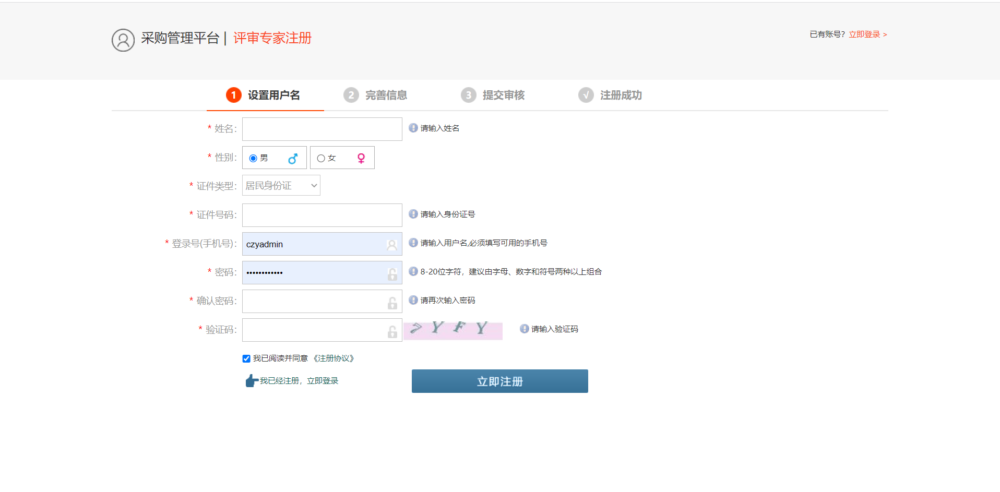 采购管理平台 | 评审专家注册
已有账号? 立即登录 >
1 设置用户名
2 完善信息
3 提交审核
√ 注册成功
* 姓名:
请输入姓名
* 性别: 男 女
* 证件类型: 居民身份证
* 证件号码:
请输入身份证号
* 登录号(手机号): czyadmin
请输入用户名,必须填写可用的手机号
* 密码: ••••••••••••
8-20位字符，建议由字母、数字和符号两种以上组合
* 确认密码:
请再次输入密码
* 验证码:
Y F Y
请输入验证码
我已阅读并同意 《注册协议》
我已经注册，立即登录
立即注册